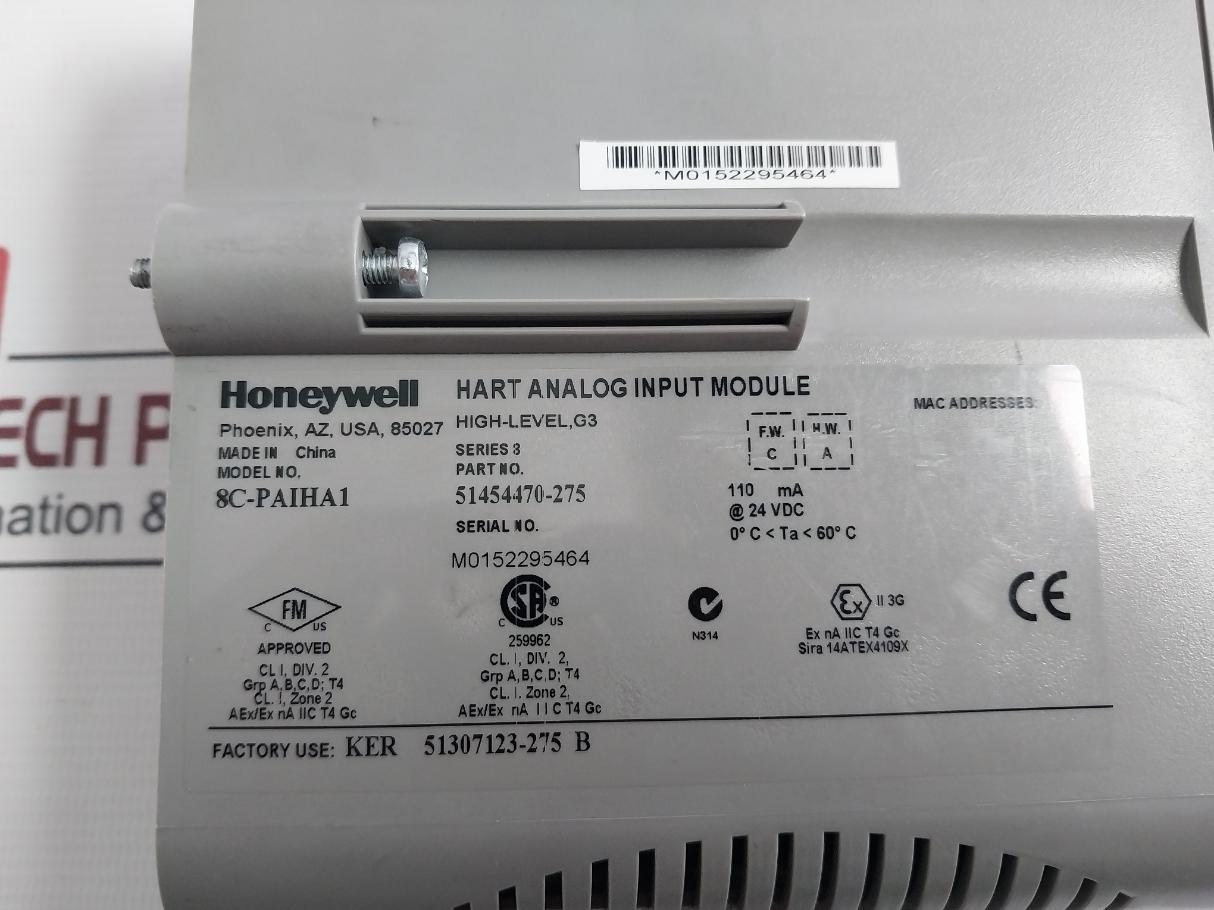 *M0152295464*
Honeywell
HART ANALOG INPUT MODULE
MAC ADDRESSES:
Phoenix, AZ, USA, 85027
HIGH-LEVEL,G3
F.W. H.W.
C A
MADE IN China
SERIES 8
MODEL NO.
PART NO.
8C-PAIHA1
51454470-275
110 mA
@ 24 VDC
0° C < Ta < 60° C
SERIAL NO.
M0152295464
FM
C US
APPROVED
CL I, DIV. 2
Grp A,B,C,D; T4
CL. I, Zone 2
AEx/Ex nA IIC T4 Gc
SA ®
C US
259962
CL. I, DIV. 2,
Grp A,B,C,D; T4
CL. I. Zone 2,
AEx/Ex nA IIC T4 Gc
N314
Ex II 3G
Ex nA IIC T4 Gc
Sira 14ATEX4109X
CE
FACTORY USE: KER 51307123-275 B
ECH P
ation &